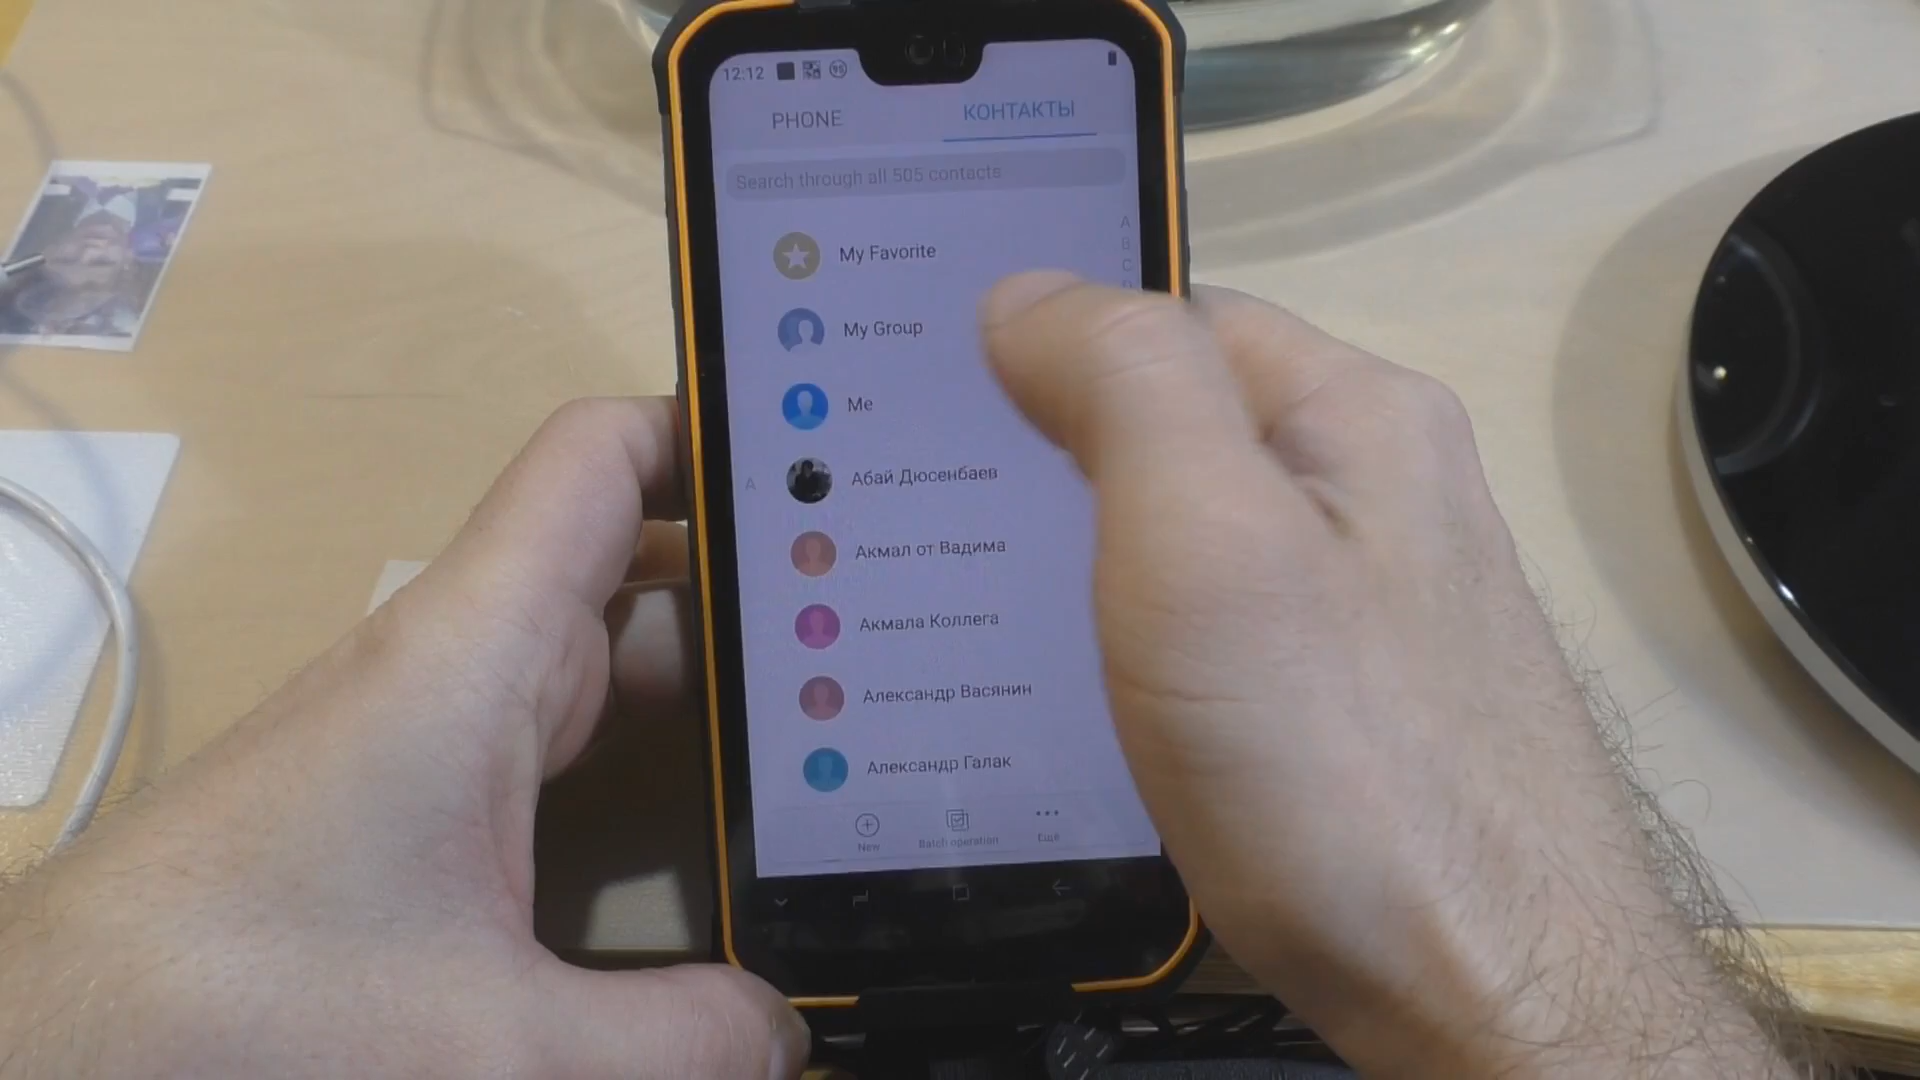 12:12
PHONE
КОНТАКТЫ
Search through all 505 contacts
A
B
C
D
My Favorite
My Group
Me
А
Абай Дюсенбаев
Акмал от Вадима
Акмала Коллега
Александр Васянин
Александр Галак
New
Batch operation
Ещё